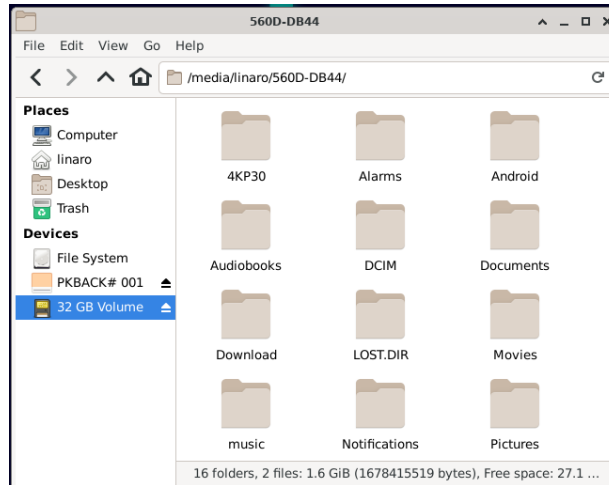 560D-DB44
File Edit View Go Help
/media/linaro/560D-DB44/
Places
Computer
linaro
Desktop
Trash
Devices
File System
PKBACK# 001
32 GB Volume
4KP30 Alarms Android
Audiobooks DCIM Documents
Download LOST.DIR Movies
music Notifications Pictures
16 folders, 2 files: 1.6 GiB (1678415519 bytes), Free space: 27.1 ...